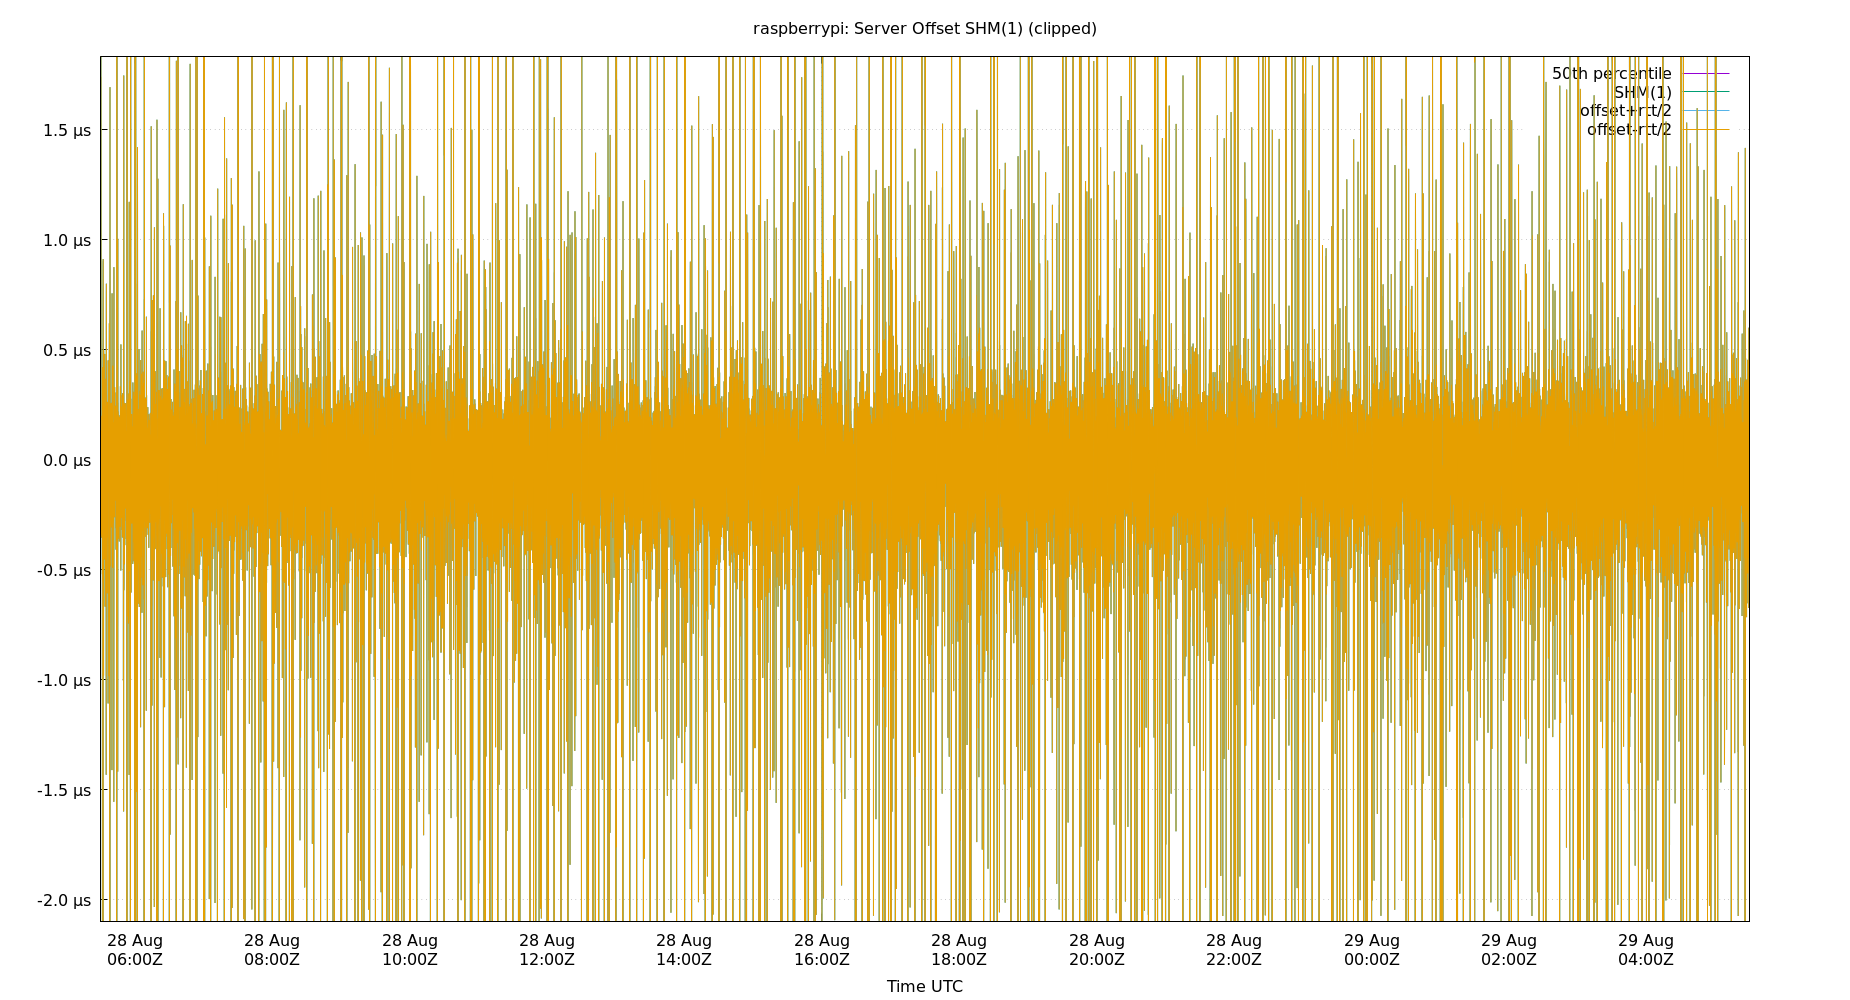 raspberrypi: Server Offset SHM(1) (clipped)
50th percentile
SHM(1)
offset+rtt/2
offset-rtt/2
1.5 µs
1.0 µs
0.5 µs
0.0 µs
-0.5 µs
-1.0 µs
-1.5 µs
-2.0 µs
28 Aug 28 Aug 28 Aug 28 Aug 28 Aug 28 Aug 28 Aug 28 Aug 28 Aug 29 Aug 29 Aug 29 Aug
06:00Z 08:00Z 10:00Z 12:00Z 14:00Z 16:00Z 18:00Z 20:00Z 22:00Z 00:00Z 02:00Z 04:00Z
Time UTC